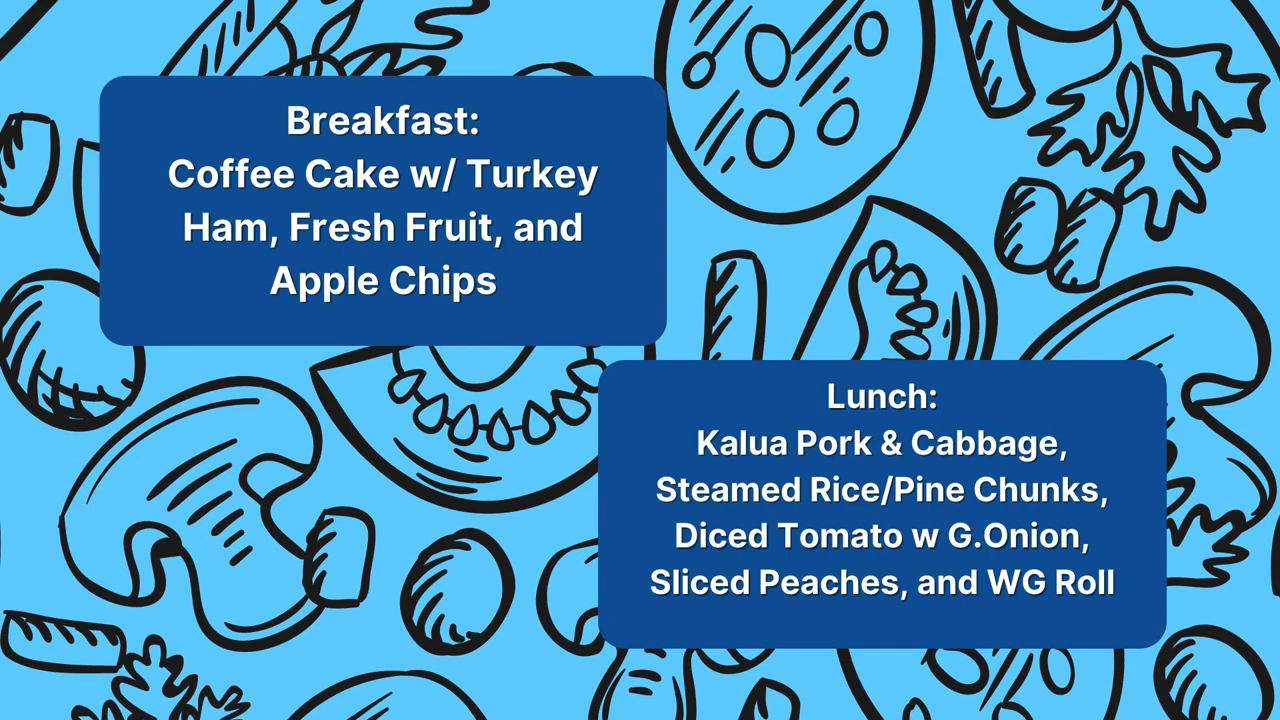 Breakfast:
Coffee Cake w/ Turkey
Ham, Fresh Fruit, and
Apple Chips
Lunch:
Kalua Pork & Cabbage,
Steamed Rice/Pine Chunks,
Diced Tomato w G.Onion,
Sliced Peaches, and WG Roll